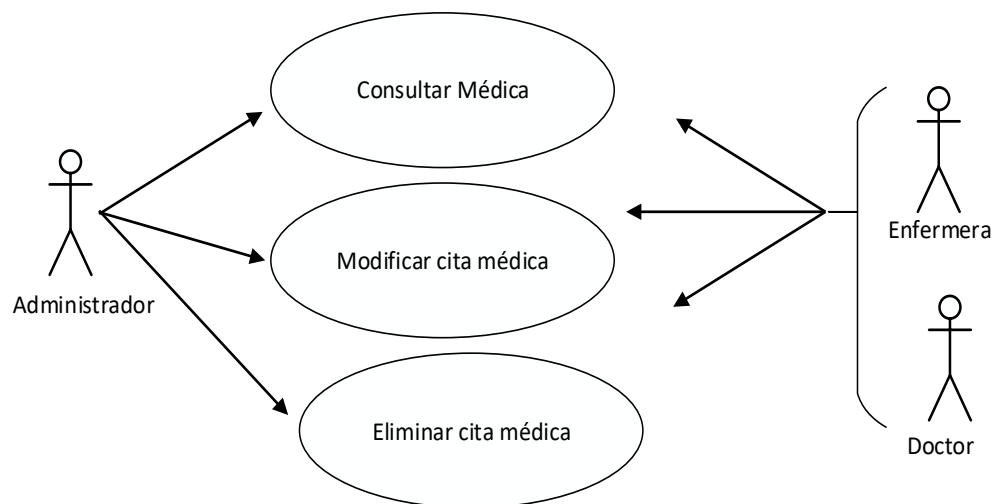 Consultar Médica
Modificar cita médica
Eliminar cita médica
Administrador
Enfermera
Doctor